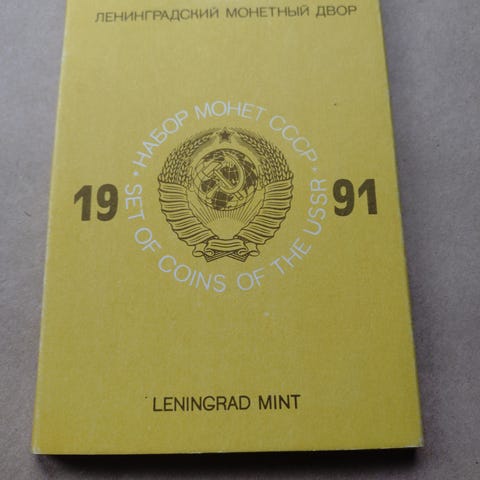 ЛЕНИНГРАДСКИЙ МОНЕТНЫЙ ДВОР
* НАБОР МОНЕТ СССР *
SET OF COINS OF THE USSR
19 91
LENINGRAD MINT